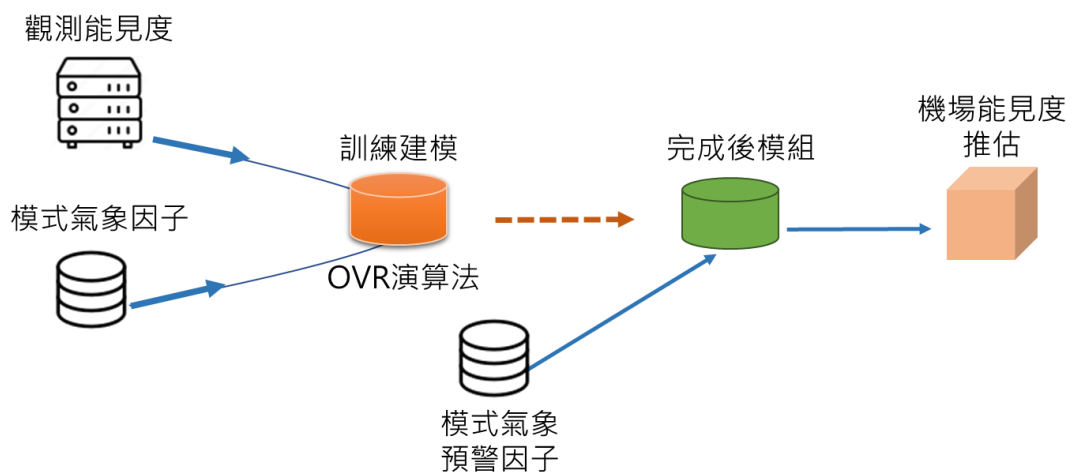 觀測能見度
模式氣象因子
訓練建模
OVR演算法
完成後模組
模式氣象
預警因子
機場能見度
推估